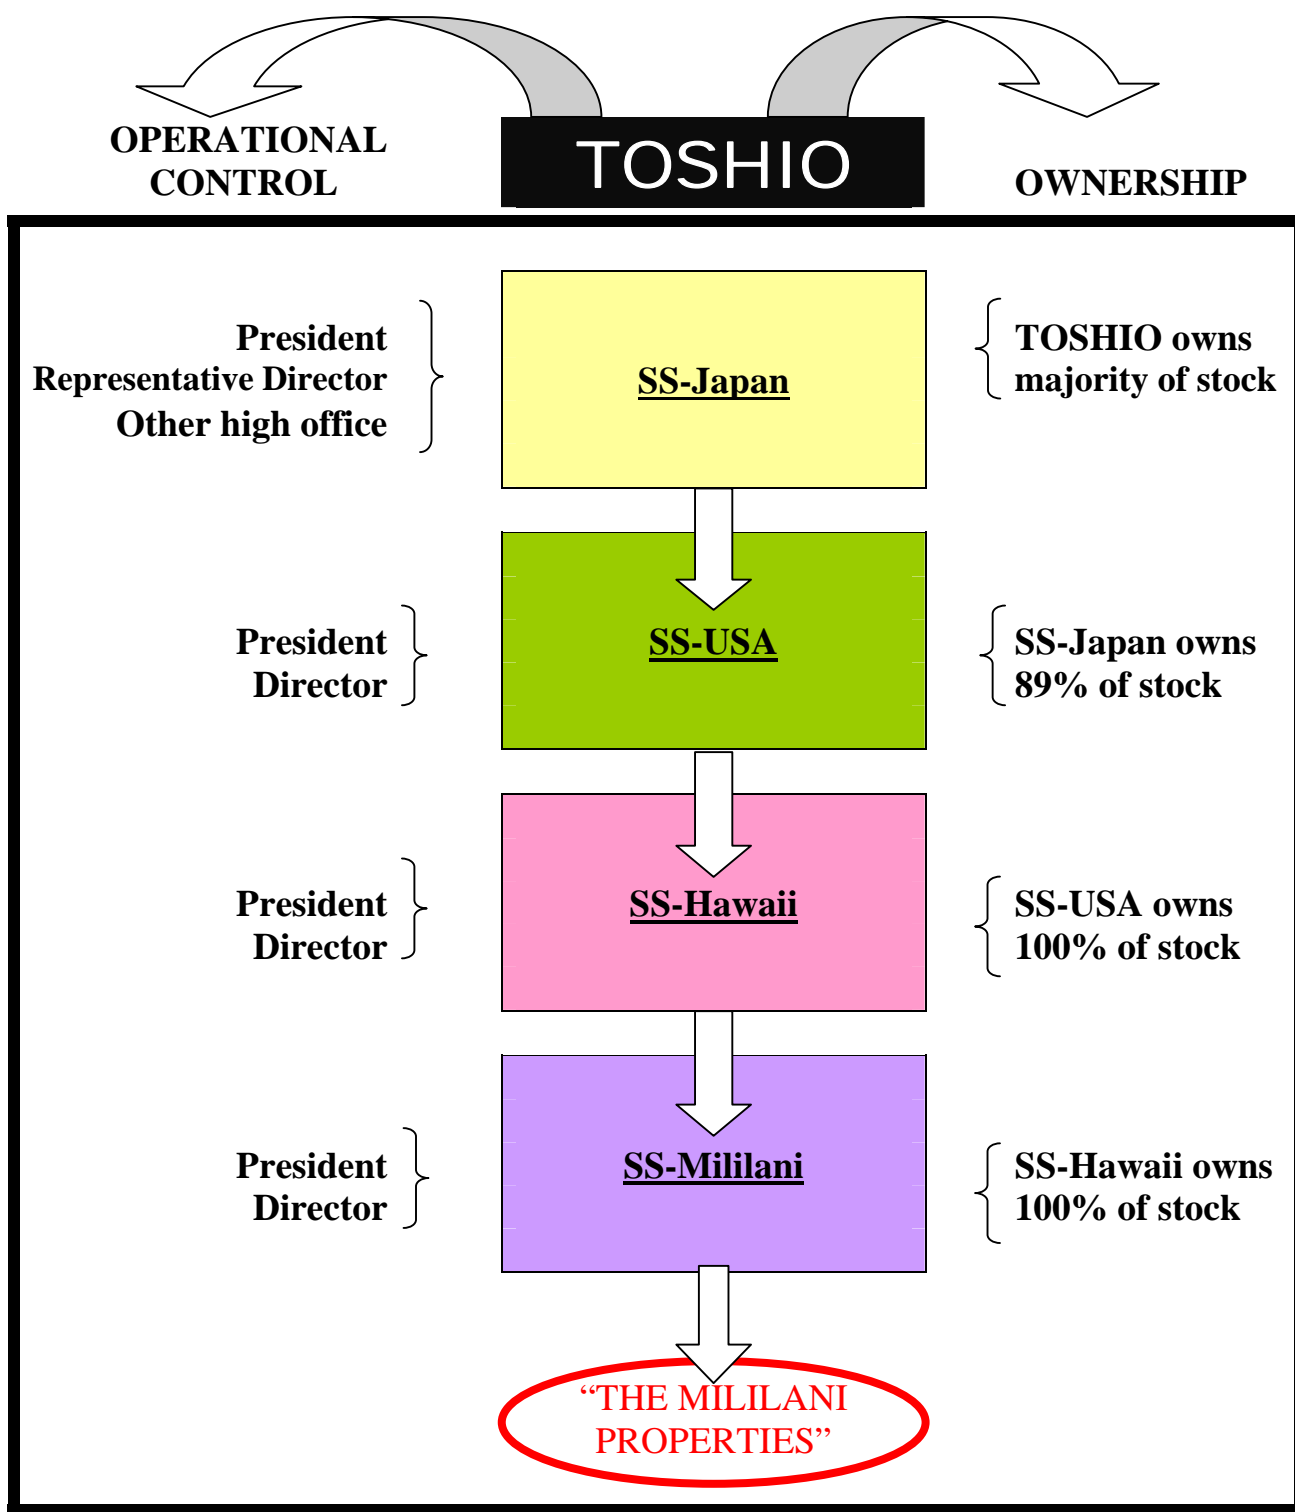 OPERATIONAL
CONTROL
TOSHIO
OWNERSHIP
President
Representative Director
Other high office
SS-Japan
TOSHIO owns
majority of stock
President
Director
SS-USA
SS-Japan owns
89% of stock
President
Director
SS-Hawaii
SS-USA owns
100% of stock
President
Director
SS-Mililani
SS-Hawaii owns
100% of stock
“THE MILILANI
PROPERTIES”